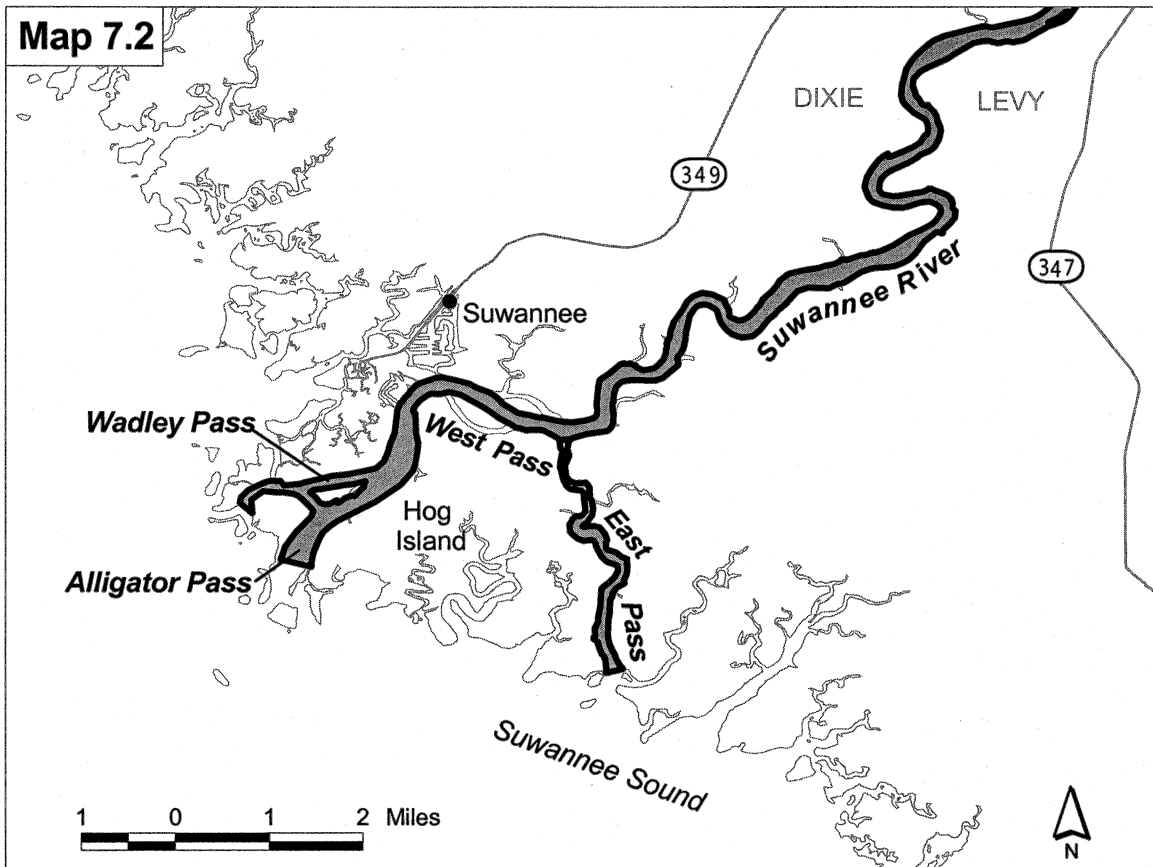 Map 7.2
DIXIE
LEVY
349
347
Suwannee
Suwannee River
Wadley Pass
West Pass
Hog
Island
East
Pass
Alligator Pass
Suwannee Sound
1 0 1 2 Miles
N